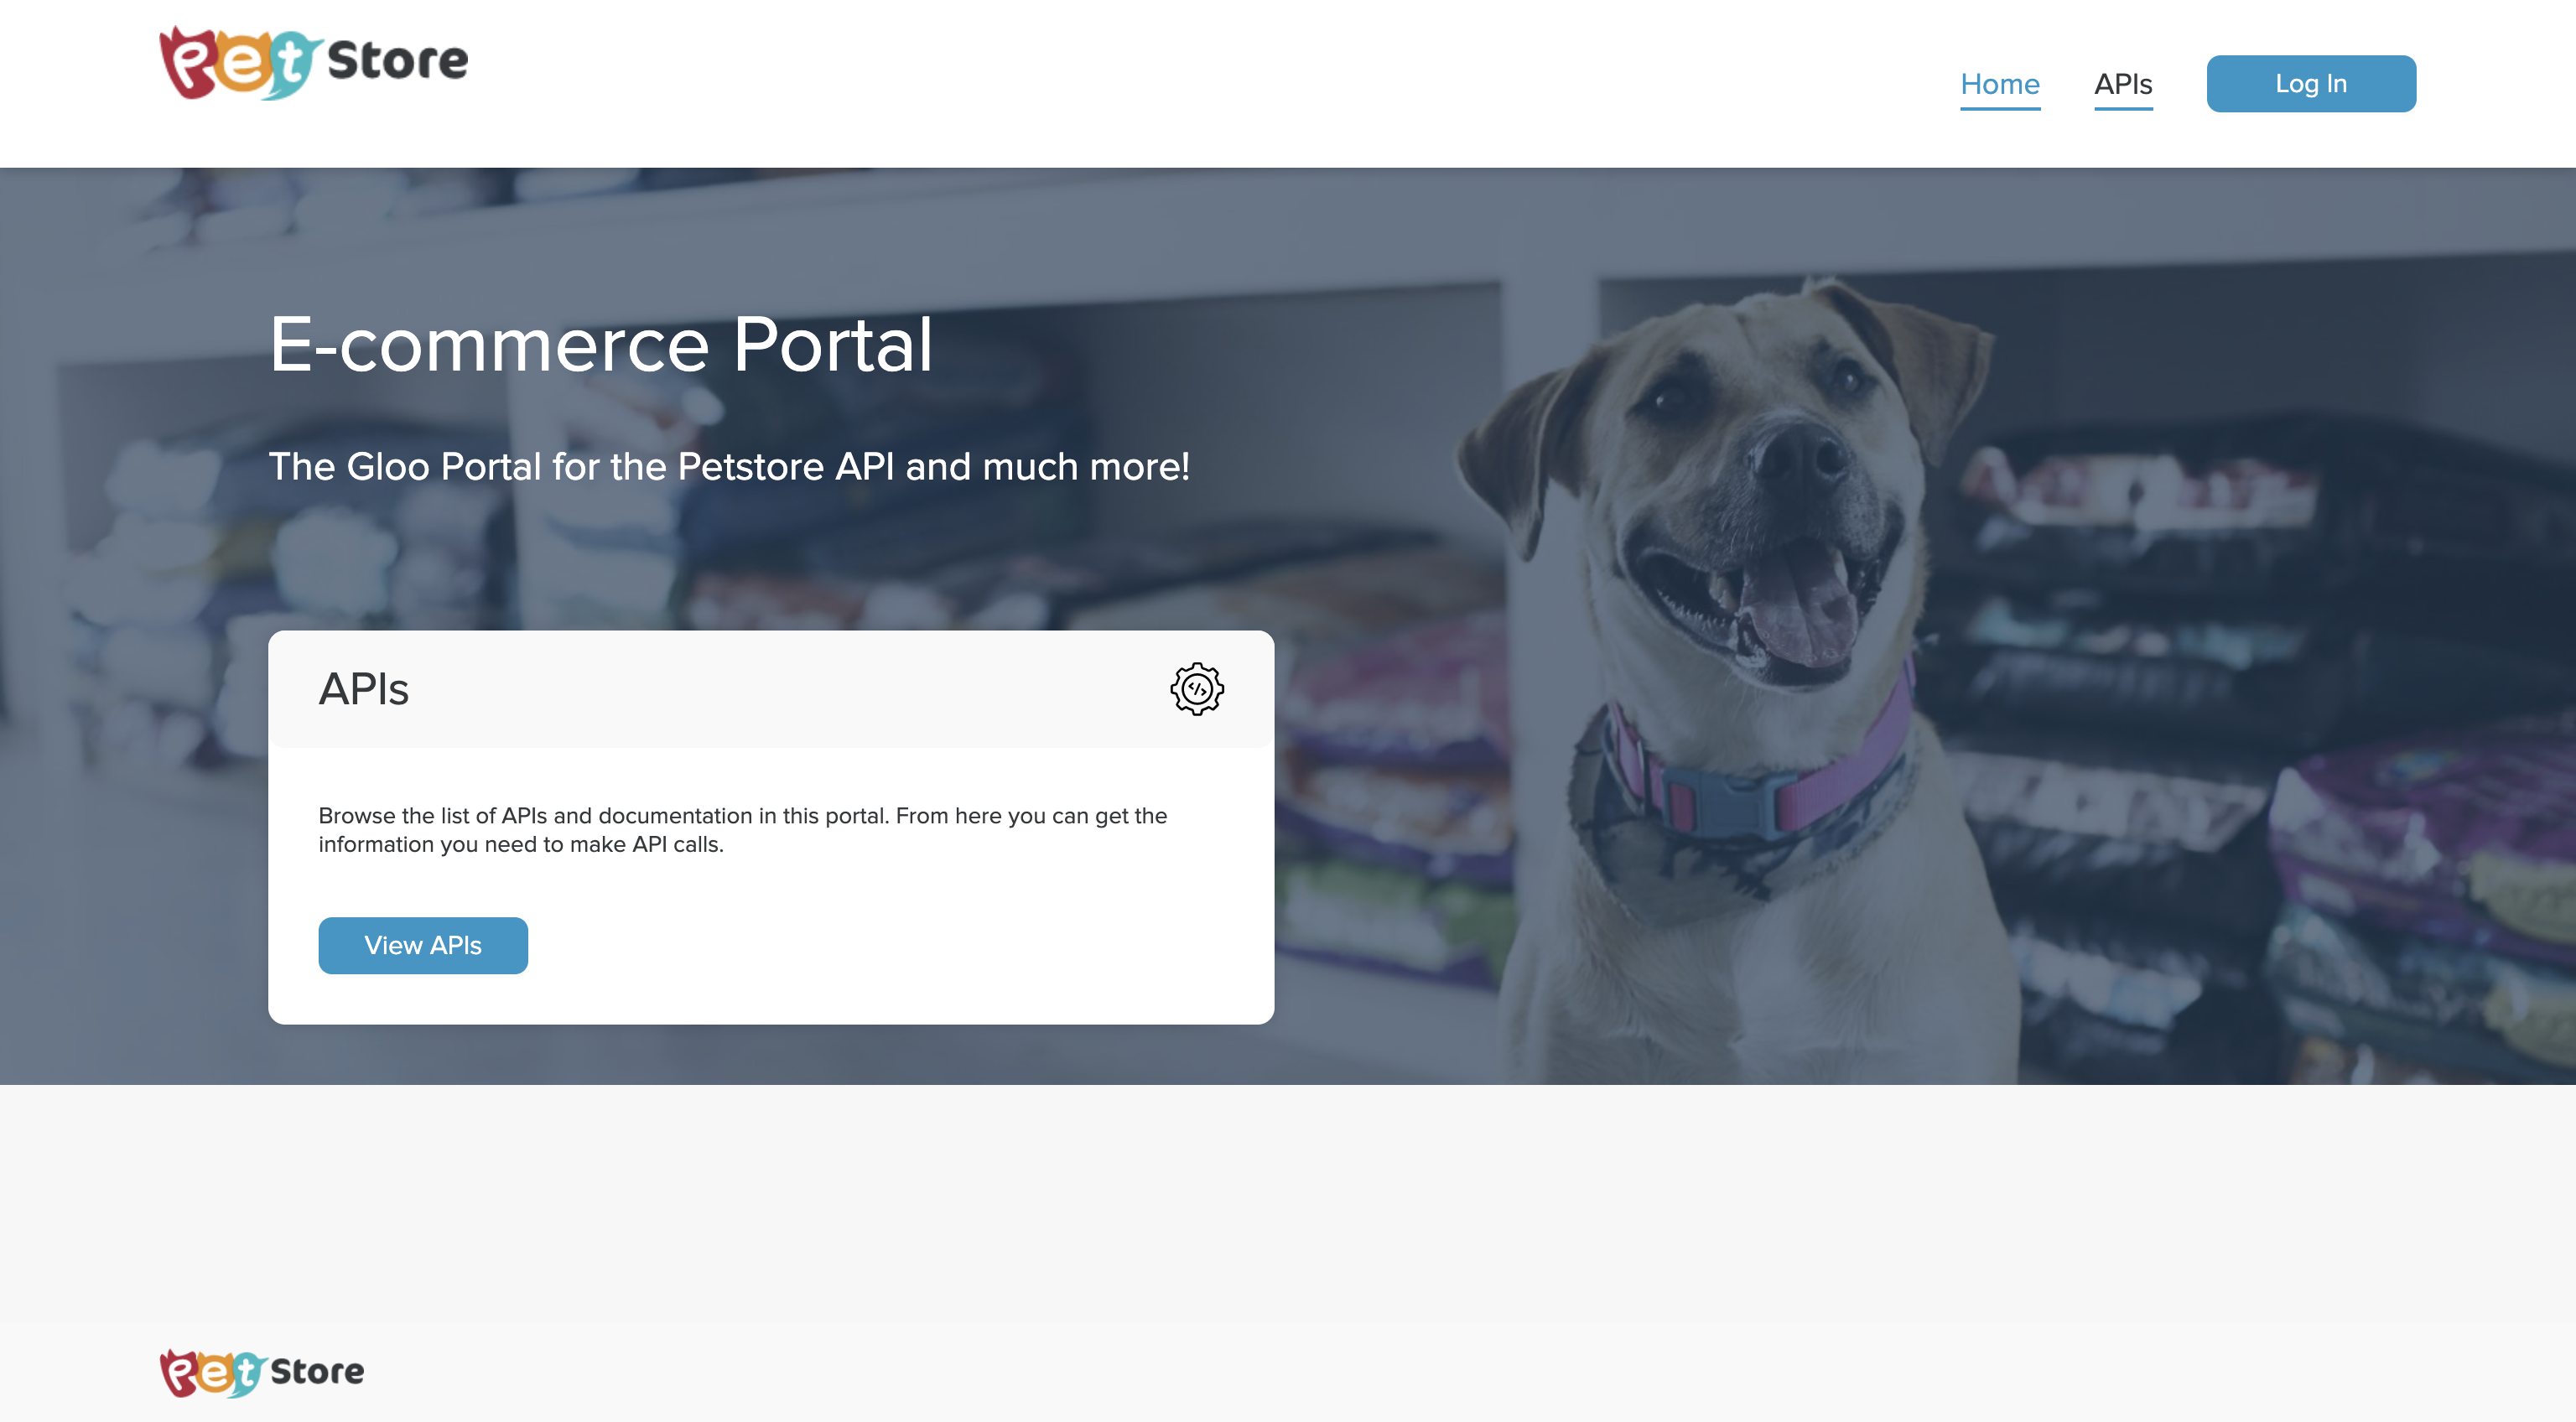 Pet Store
Home
APIs
Log In
E-commerce Portal
The Gloo Portal for the Petstore API and much more!
APIs
</>
Browse the list of APIs and documentation in this portal. From here you can get the
information you need to make API calls.
View APIs
Pet Store